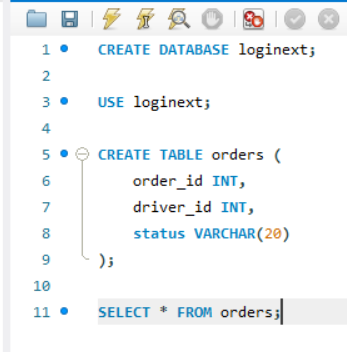 1 CREATE DATABASE loginext;
2
3 USE loginext;
4
5 CREATE TABLE orders (
6 order_id INT,
7 driver_id INT,
8 status VARCHAR(20)
9 );
10
11 SELECT * FROM orders;